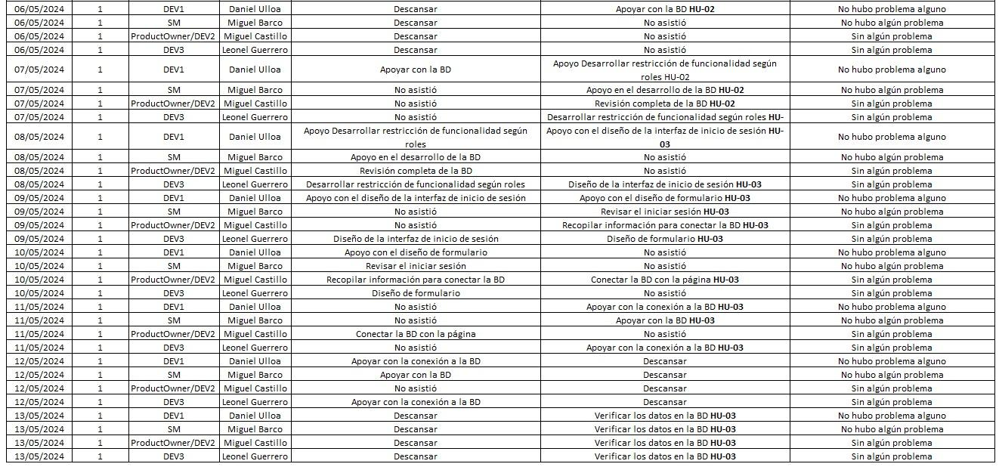 06/05/2024 1 DEV1 Daniel Ulloa Descansar Apoyar con la BD HU-02 No hubo problema alguno
06/05/2024 1 SM Miguel Barco Descansar No asistió No hubo algún problema
06/05/2024 1 ProductOwner/DEV2 Miguel Castillo Descansar No asistió Sin algún problema
06/05/2024 1 DEV3 Leonel Guerrero Descansar No asistió Sin algún problema
07/05/2024 1 DEV1 Daniel Ulloa Apoyar con la BD Apoyo Desarrollar restricción de funcionalidad según
roles HU-02 No hubo problema alguno
07/05/2024 1 SM Miguel Barco No asistió Apoyo en el desarrollo de la BD HU-02 No hubo algún problema
07/05/2024 1 ProductOwner/DEV2 Miguel Castillo No asistió Revisión completa de la BD HU-02 Sin algún problema
07/05/2024 1 DEV3 Leonel Guerrero No asistió Desarrollar restricción de funcionalidad según roles HU- Sin algún problema
08/05/2024 1 DEV1 Daniel Ulloa Apoyo Desarrollar restricción de funcionalidad según
roles Apoyo con el diseño de la interfaz de inicio de sesión HU-
03 No hubo problema alguno
08/05/2024 1 SM Miguel Barco Apoyo en el desarrollo de la BD No asistió No hubo algún problema
08/05/2024 1 ProductOwner/DEV2 Miguel Castillo Revisión completa de la BD No asistió Sin algún problema
08/05/2024 1 DEV3 Leonel Guerrero Desarrollar restricción de funcionalidad según roles Diseño de la interfaz de inicio de sesión HU-03 Sin algún problema
09/05/2024 1 DEV1 Daniel Ulloa Apoyo con el diseño de la interfaz de inicio de sesión Apoyo con el diseño de formulario HU-03 No hubo problema alguno
09/05/2024 1 SM Miguel Barco No asistió Revisar el iniciar sesión HU-03 No hubo algún problema
09/05/2024 1 ProductOwner/DEV2 Miguel Castillo No asistió Recopilar información para conectar la BD HU-03 Sin algún problema
09/05/2024 1 DEV3 Leonel Guerrero Diseño de la interfaz de inicio de sesión Diseño de formulario HU-03 Sin algún problema
10/05/2024 1 DEV1 Daniel Ulloa Apoyo con el diseño de formulario No asistió No hubo problema alguno
10/05/2024 1 SM Miguel Barco Revisar el iniciar sesión No asistió No hubo algún problema
10/05/2024 1 ProductOwner/DEV2 Miguel Castillo Recopilar información para conectar la BD Conectar la BD con la página HU-03 Sin algún problema
10/05/2024 1 DEV3 Leonel Guerrero Diseño de formulario No asistió Sin algún problema
11/05/2024 1 DEV1 Daniel Ulloa No asistió Apoyar con la conexión a la BD HU-03 No hubo problema alguno
11/05/2024 1 SM Miguel Barco No asistió Apoyar con la BD HU-03 No hubo algún problema
11/05/2024 1 ProductOwner/DEV2 Miguel Castillo Conectar la BD con la página No asistió Sin algún problema
11/05/2024 1 DEV3 Leonel Guerrero No asistió Apoyar con la conexión a la BD HU-03 Sin algún problema
12/05/2024 1 DEV1 Daniel Ulloa Apoyar con la conexión a la BD Descansar No hubo problema alguno
12/05/2024 1 SM Miguel Barco Apoyar con la BD Descansar No hubo algún problema
12/05/2024 1 ProductOwner/DEV2 Miguel Castillo No asistió Descansar Sin algún problema
12/05/2024 1 DEV3 Leonel Guerrero Apoyar con la conexión a la BD Descansar Sin algún problema
13/05/2024 1 DEV1 Daniel Ulloa Descansar Verificar los datos en la BD HU-03 No hubo problema alguno
13/05/2024 1 SM Miguel Barco Descansar Verificar los datos en la BD HU-03 No hubo algún problema
13/05/2024 1 ProductOwner/DEV2 Miguel Castillo Descansar Verificar los datos en la BD HU-03 Sin algún problema
13/05/2024 1 DEV3 Leonel Guerrero Descansar Verificar los datos en la BD HU-03 Sin algún problema